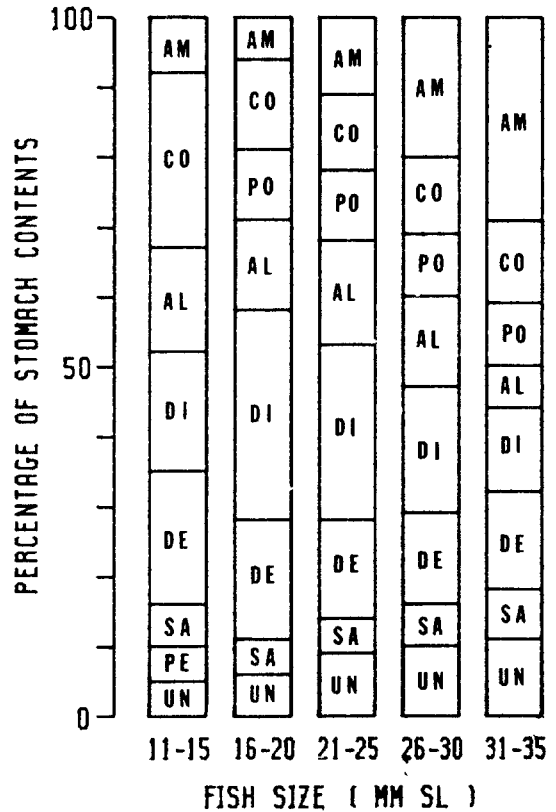 PERCENTAGE OF STOMACH CONTENTS
100
50
0
AM
CO
AL
DI
DE
SA
PE
UN
AM
CO
PO
AL
DI
DE
SA
UN
AM
CO
PO
AL
DI
DE
SA
UN
AM
CO
PO
AL
DI
DE
SA
UN
AM
CO
PO
AL
DI
DE
SA
UN
11-15 16-20 21-25 26-30 31-35
FISH SIZE ( MM SL )